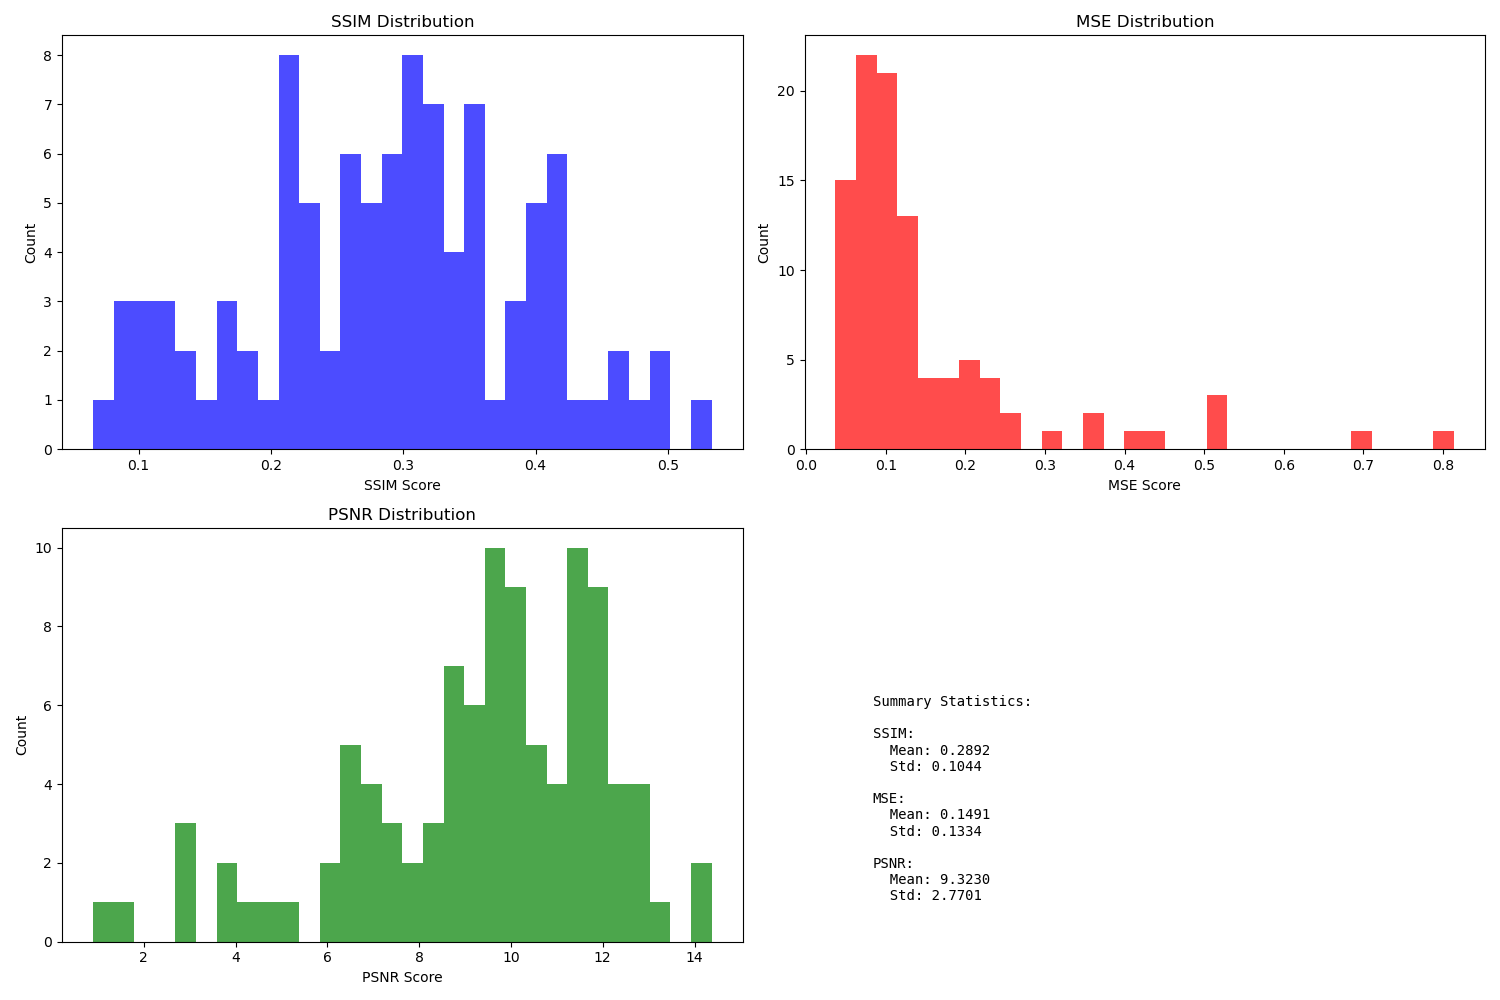 SSIM Distribution
8
7
6
5
4
3
2
1
0
Count
0.1 0.2 0.3 0.4 0.5
SSIM Score
MSE Distribution
20
15
10
5
0
Count
0.0 0.1 0.2 0.3 0.4 0.5 0.6 0.7 0.8
MSE Score
PSNR Distribution
10
8
6
4
2
0
Count
2 4 6 8 10 12 14
PSNR Score
Summary Statistics:
SSIM:
Mean: 0.2892
Std: 0.1044
MSE:
Mean: 0.1491
Std: 0.1334
PSNR:
Mean: 9.3230
Std: 2.7701